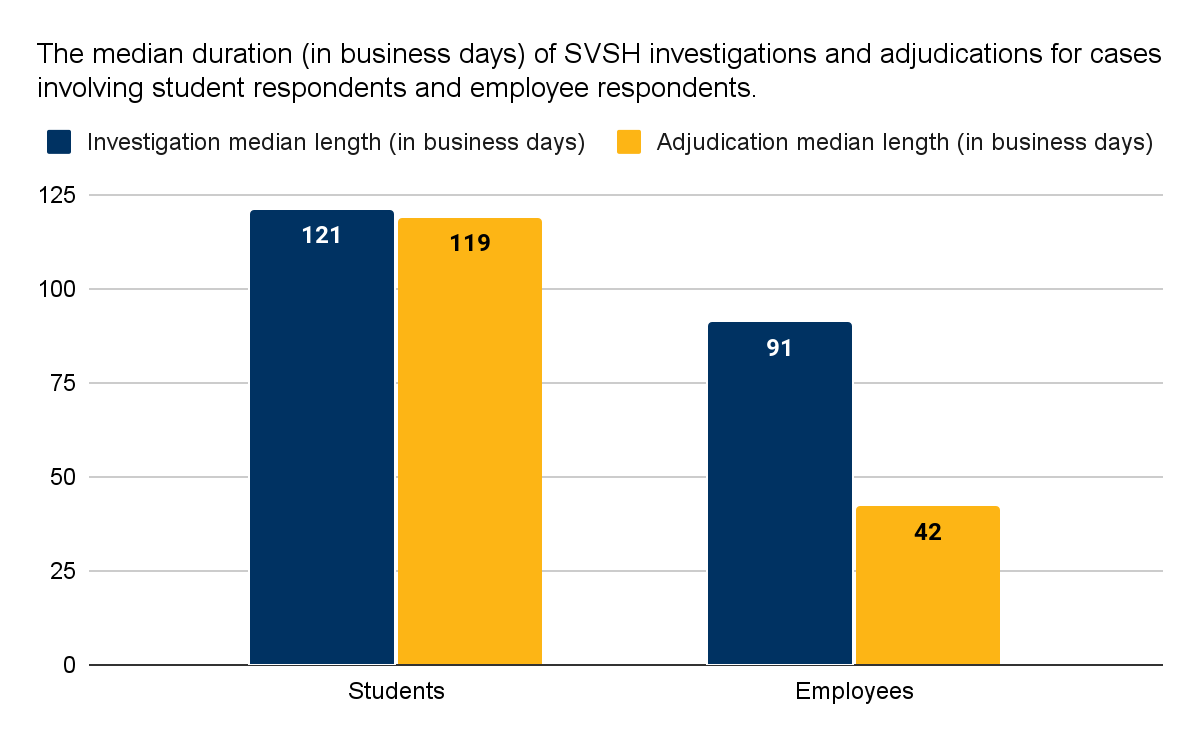 The median duration (in business days) of SVSH investigations and adjudications for cases
involving student respondents and employee respondents.
Investigation median length (in business days) Adjudication median length (in business days)
125
121
119
100
91
75
50
42
25
0
Students Employees